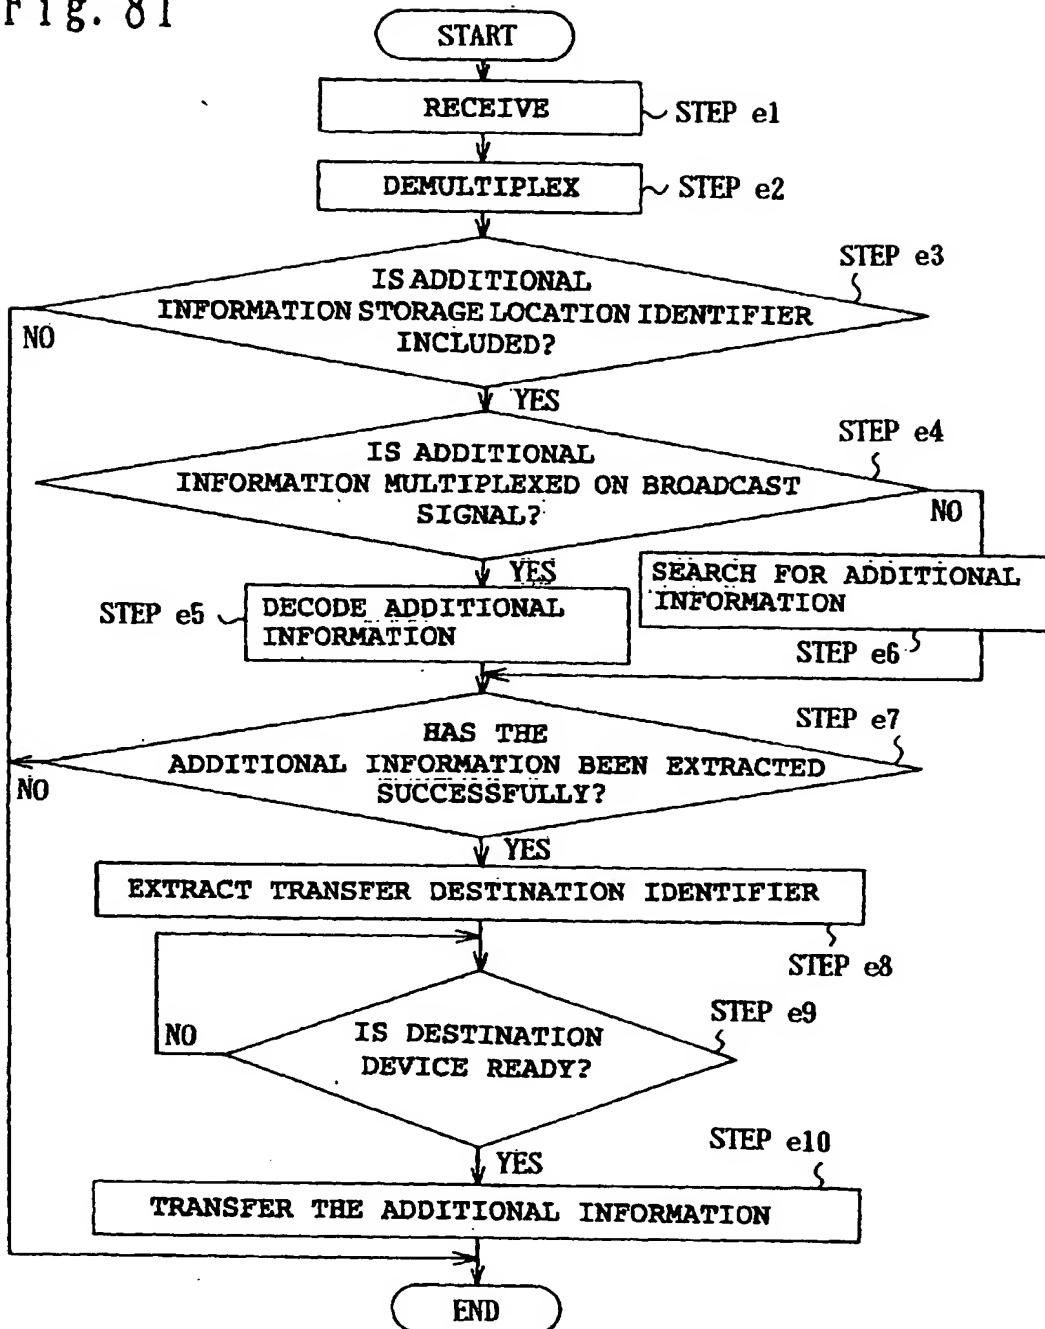 Fig. 81
START
RECEIVE
STEP e1
DEMULTIPLEX
STEP e2
STEP e3
IS ADDITIONAL
INFORMATION STORAGE LOCATION IDENTIFIER
INCLUDED?
NO
YES
STEP e4
IS ADDITIONAL
INFORMATION MULTIPLEXED ON BROADCAST
SIGNAL?
NO
YES
SEARCH FOR ADDITIONAL
INFORMATION
STEP e5
DECODE ADDITIONAL
INFORMATION
STEP e6
STEP e7
HAS THE
ADDITIONAL INFORMATION BEEN EXTRACTED
SUCCESSFULLY?
NO
YES
EXTRACT TRANSFER DESTINATION IDENTIFIER
STEP e8
STEP e9
NO
IS DESTINATION
DEVICE READY?
STEP e10
YES
TRANSFER THE ADDITIONAL INFORMATION
END